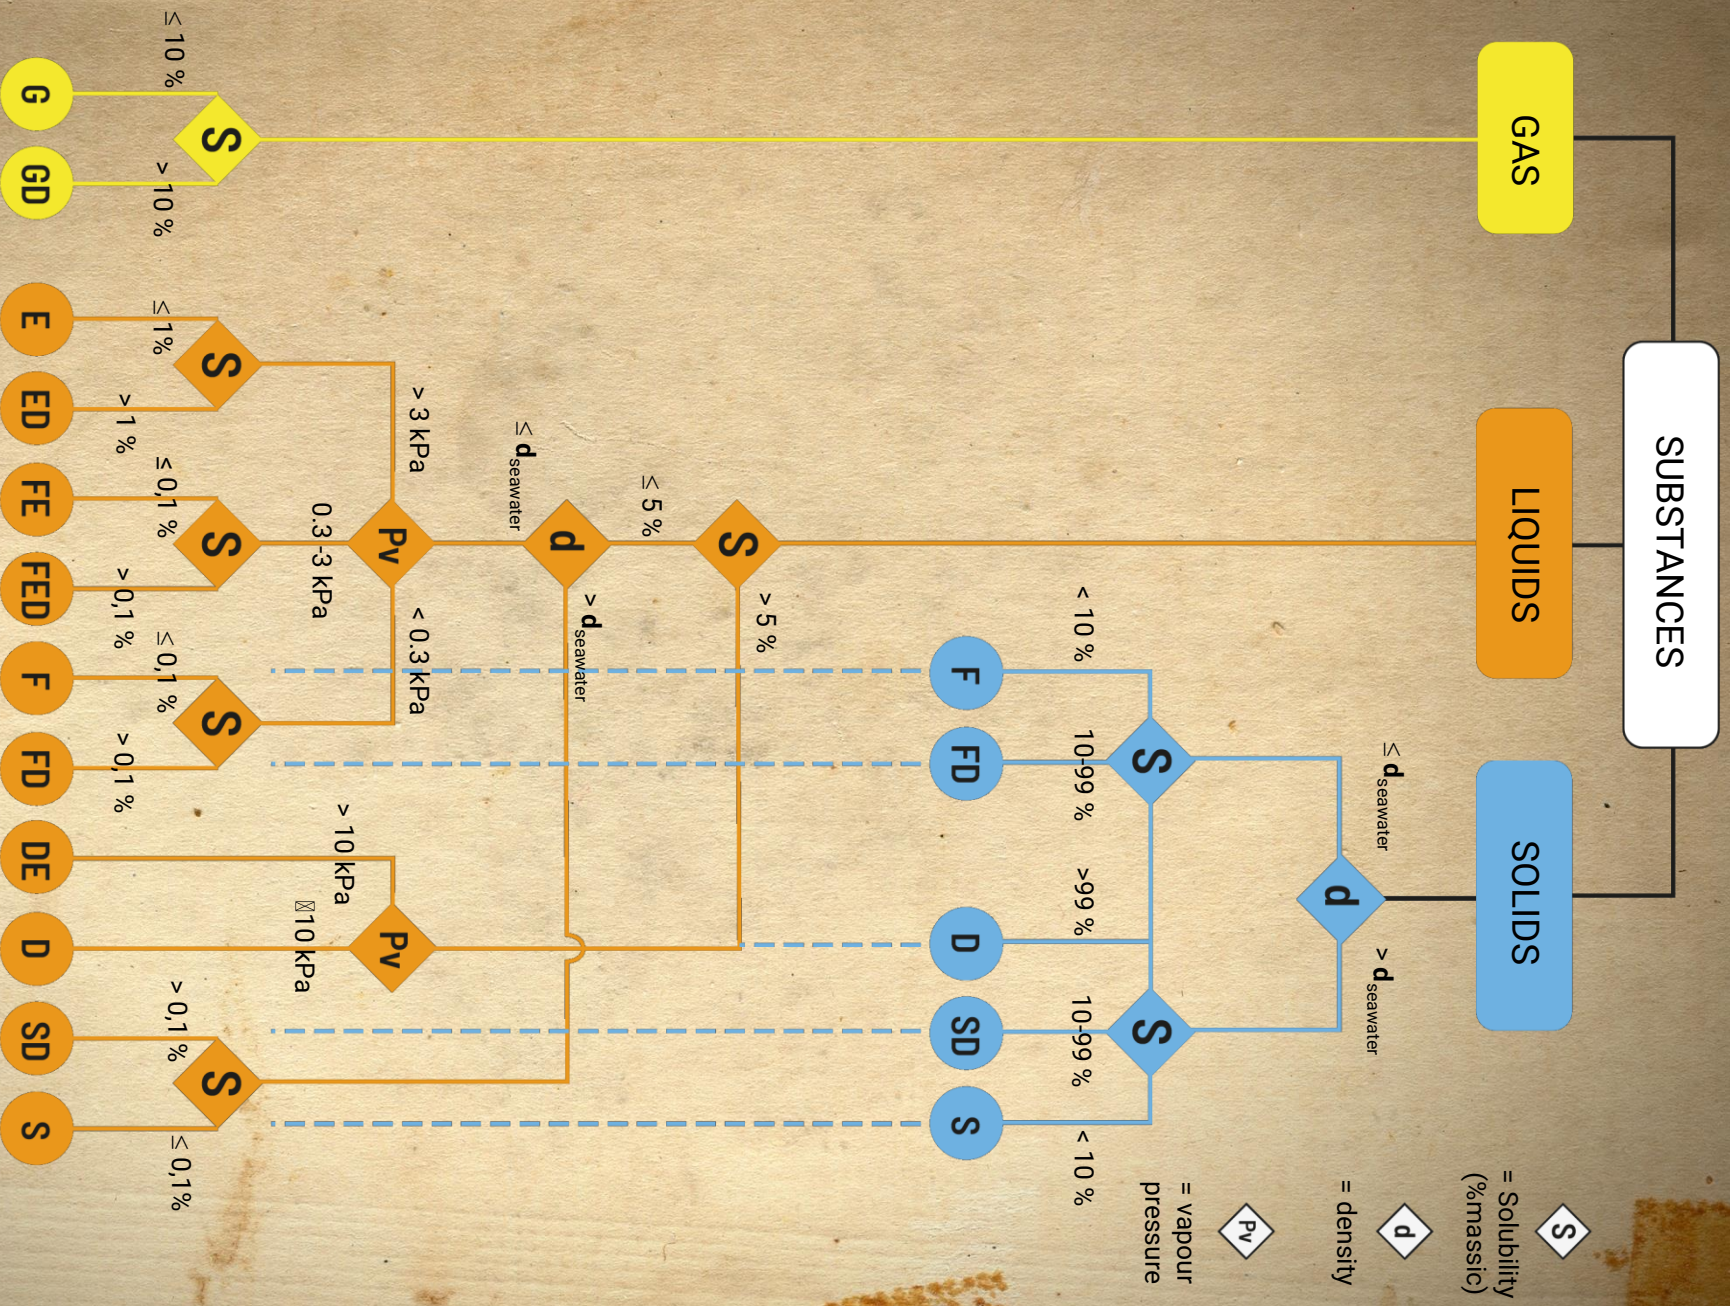 SUBSTANCES
GAS
LIQUIDS
SOLIDS
S
= Solubility
(%massic)
d
= density
Pv
= vapour
pressure
≤ dseawater
d
> dseawater
S
S
< 10 %
10-99 %
>99 %
10-99 %
< 10 %
F
FD
D
SD
S
S
> 5 %
≤ 5 %
d
≤ dseawater
> dseawater
> 3 kPa
Pv
< 0.3 kPa
0.3 -3 kPa
Pv
> 10 kPa
10 kPa
S
S
S
S
S
≤ 10 %
> 10 %
≤ 1%
> 1 %
≤ 0,1 %
>0,1 %
≤ 0,1 %
>0,1 %
> 0,1 %
≤ 0,1%
G
GD
E
ED
FE
FED
F
FD
DE
D
SD
S